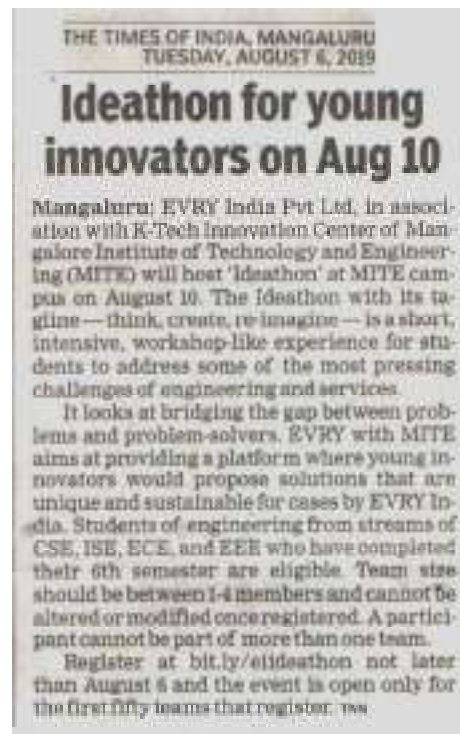 THE TIMES OF INDIA, MANGALURU
TUESDAY, AUGUST 6, 2019
Ideathon for young
innovators on Aug 10
Mangaluru: EVRY India Pvt Ltd, in associ-
ation with K-Tech Innovation Center of Man-
galore Institute of Technology and Engineer-
ing (MITE) will host 'Ideathon' at MITE cam-
pus on August 10. The Ideathon with its ta-
gline — think, create, re-imagine — is a short,
intensive, workshop-like experience for stu-
dents to address some of the most pressing
challenges of engineering and services.
It looks at bridging the gap between prob-
lems and problem-solvers. EVRY with MITE
aims at providing a platform where young in-
novators would propose solutions that are
unique and sustainable for cases by EVRY In-
dia. Students of engineering from streams of
CSE, ISE, ECE, and EEE who have completed
their 6th semester are eligible. Team size
should be between 1-4 members and cannot be
altered or modified once registered. A partici-
pant cannot be part of more than one team.
Register at bit.ly/eiideathon not later
than August 6 and the event is open only for
the first fifty teams that register. TNN